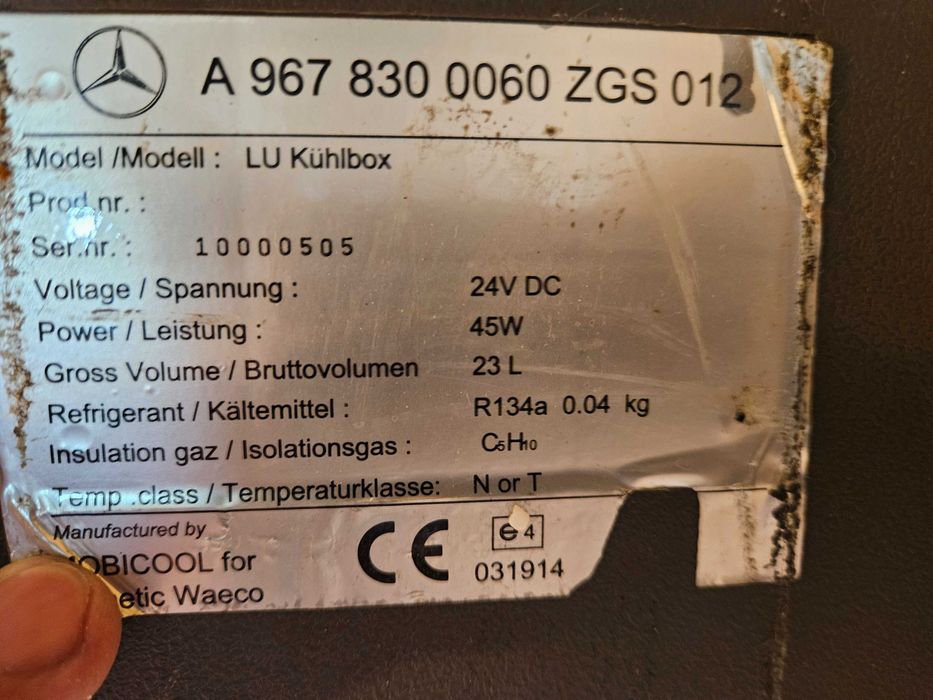 A 967 830 0060 ZGS 012
Model /Modell : LU Kühlbox
Prod nr. :
Ser.nr. : 10000505
Voltage / Spannung : 24V DC
Power / Leistung : 45W
Gross Volume / Bruttovolumen 23 L
Refrigerant / Kältemittel : R134a 0.04 kg
Insulation gaz / Isolationsgas : C5H10
Temp .class / Temperaturklasse: N or T
Manufactured by
MOBICOOL for
etic Waeco
CE
e 4
031914